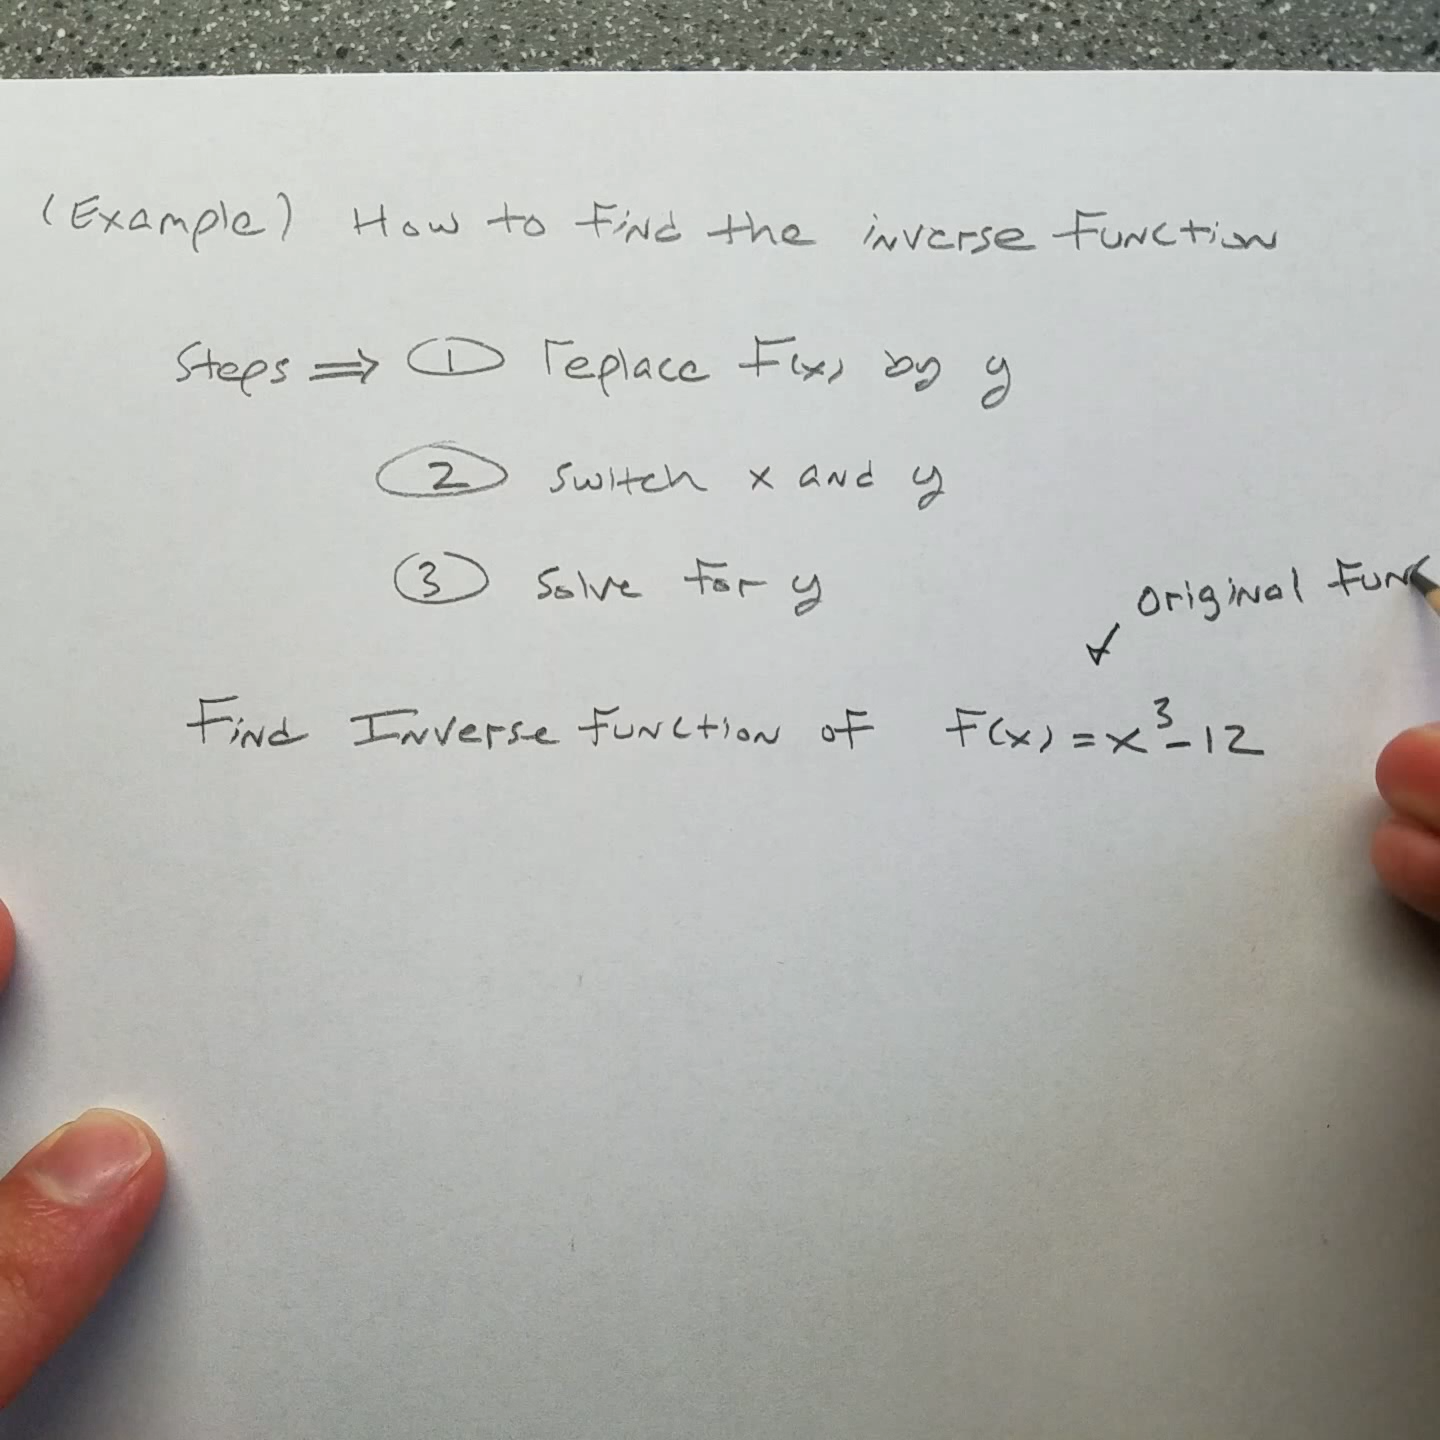 (Example) How to find the inverse function
Steps ⇒ ① replace F(x) by y
② switch x and y
③ solve for y
original Func
Find Inverse function of F(x) = x³-12